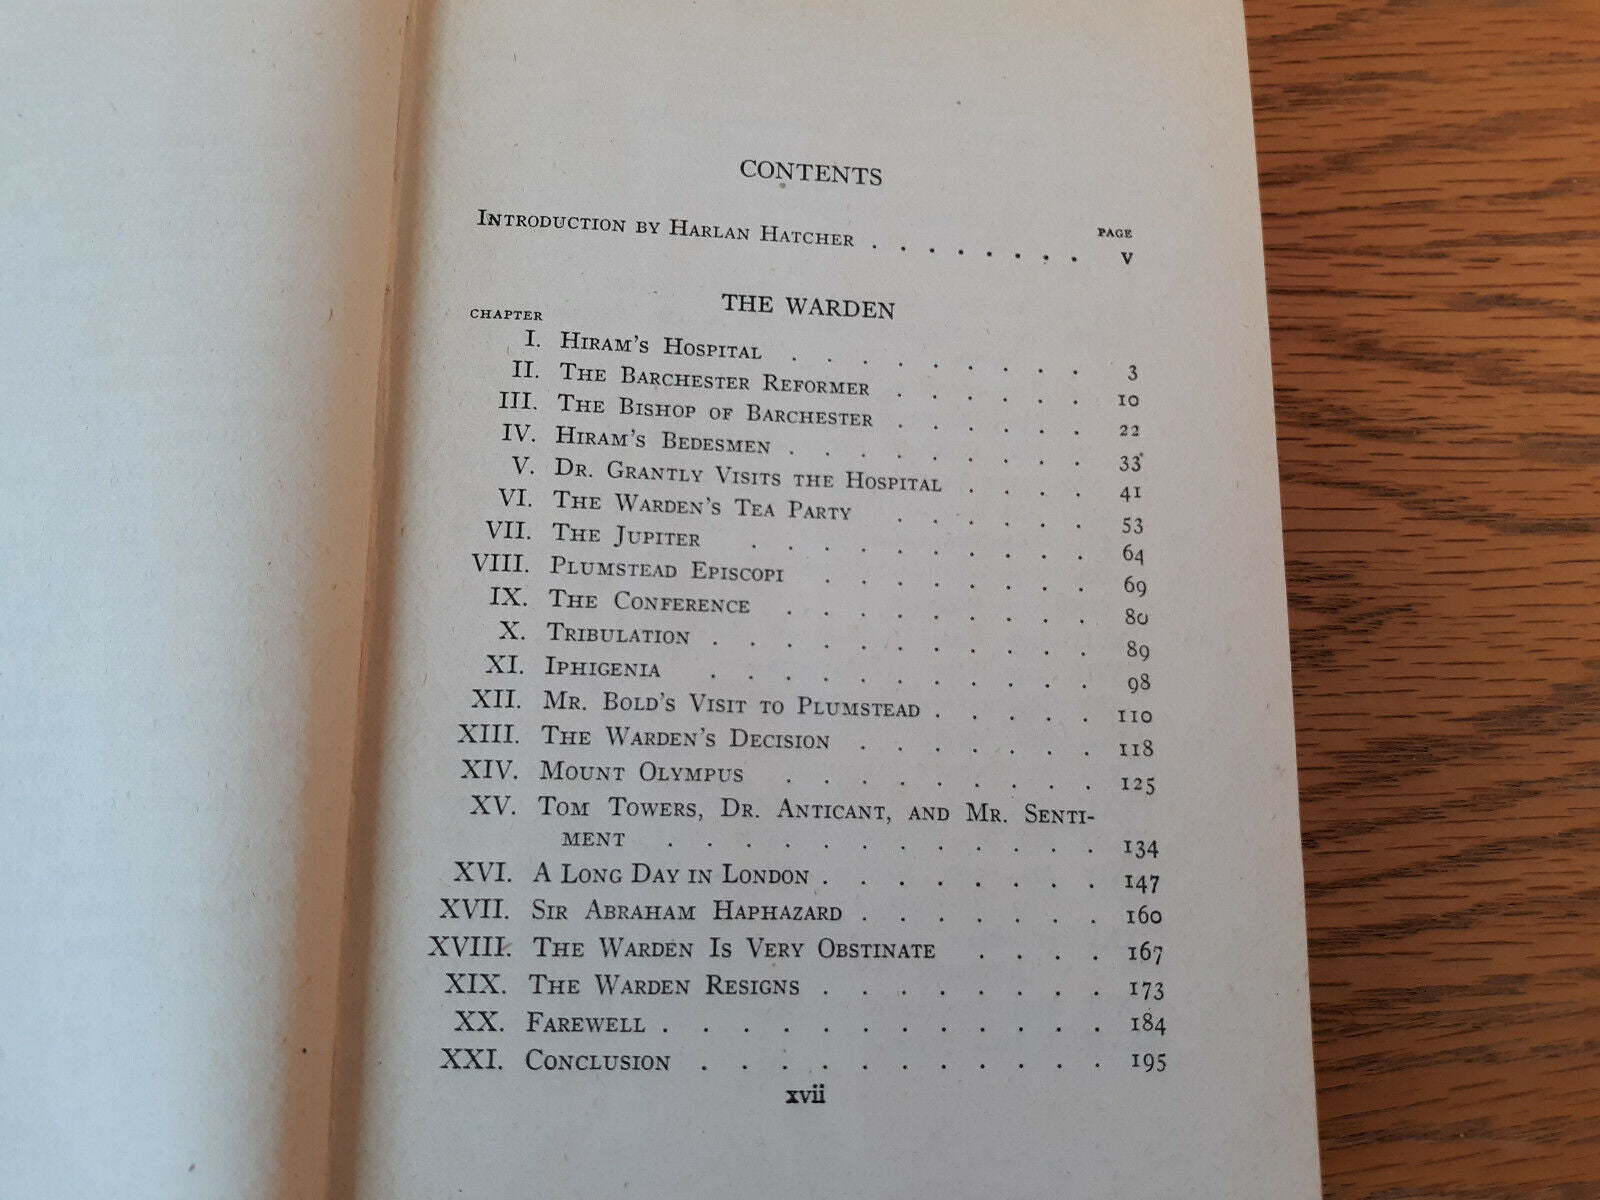 CONTENTS
PAGE
INTRODUCTION BY HARLAN HATCHER . . . . . . . . V
THE WARDEN
CHAPTER
I. HIRAM'S HOSPITAL . . . . . . . . . 3
II. THE BARCHESTER REFORMER . . . . . . 10
III. THE BISHOP OF BARCHESTER . . . . . . 22
IV. HIRAM'S BEDESMEN . . . . . . . . . 33
V. DR. GRANTLY VISITS THE HOSPITAL . . . . 41
VI. THE WARDEN'S TEA PARTY . . . . . . 53
VII. THE JUPITER . . . . . . . . . . 64
VIII. PLUMSTEAD EPISCOPI . . . . . . . . 69
IX. THE CONFERENCE . . . . . . . . . 80
X. TRIBULATION . . . . . . . . . . . 89
XI. IPHIGENIA . . . . . . . . . . . 98
XII. MR. BOLD'S VISIT TO PLUMSTEAD . . . . . 110
XIII. THE WARDEN'S DECISION . . . . . . . 118
XIV. MOUNT OLYMPUS . . . . . . . . . 125
XV. TOM TOWERS, DR. ANTICANT, AND MR. SENTI-
MENT . . . . . . . . . . . . 134
XVI. A LONG DAY IN LONDON . . . . . . . . 147
XVII. SIR ABRAHAM HAPHAZARD . . . . . . . 160
XVIII. THE WARDEN IS VERY OBSTINATE . . . . 167
XIX. THE WARDEN RESIGNS . . . . . . . . 173
XX. FAREWELL . . . . . . . . . . . . 184
XXI. CONCLUSION . . . . . . . . . . . 195
xvii